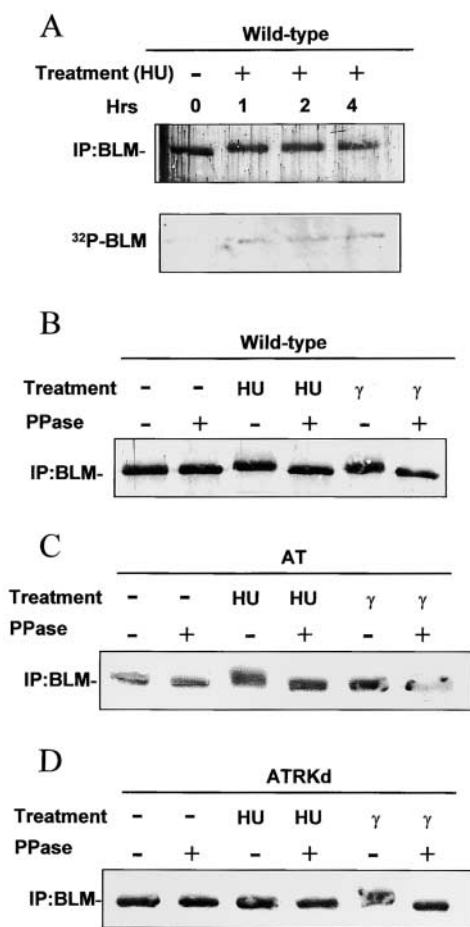 A
Wild-type
Treatment (HU) - + + +
Hrs 0 1 2 4
IP:BLM-
³²P-BLM
B
Wild-type
Treatment - - HU HU γ γ
PPase - + - + - +
IP:BLM-
C
AT
Treatment - - HU HU γ γ
PPase - + - + - +
IP:BLM-
D
ATRKd
Treatment - - HU HU γ γ
PPase - + - + - +
IP:BLM-